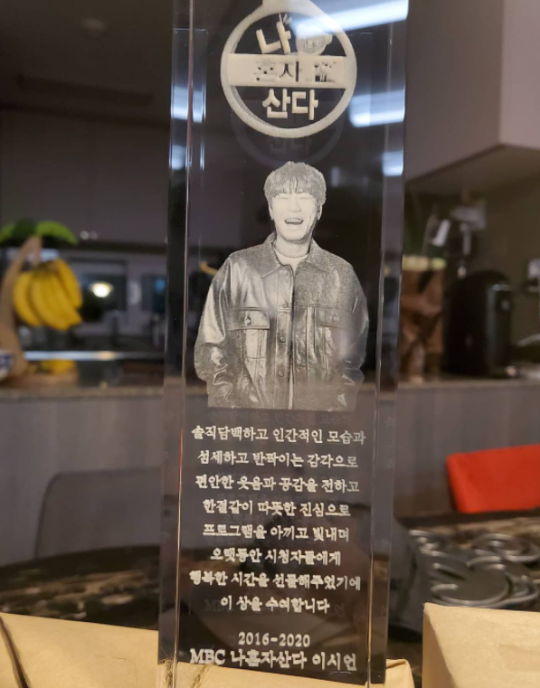 나
혼자
산다
솔직담백하고 인간적인 모습과
섬세하고 반짝이는 감각으로
편안한 웃음과 공감을 전하고
한결같이 따뜻한 진심으로
프로그램을 아끼고 빛내며
오랫동안 시청자들에게
행복한 시간을 선물해주었기에
이 상을 수여합니다
2016-2020
MBC 나혼자산다 이시언